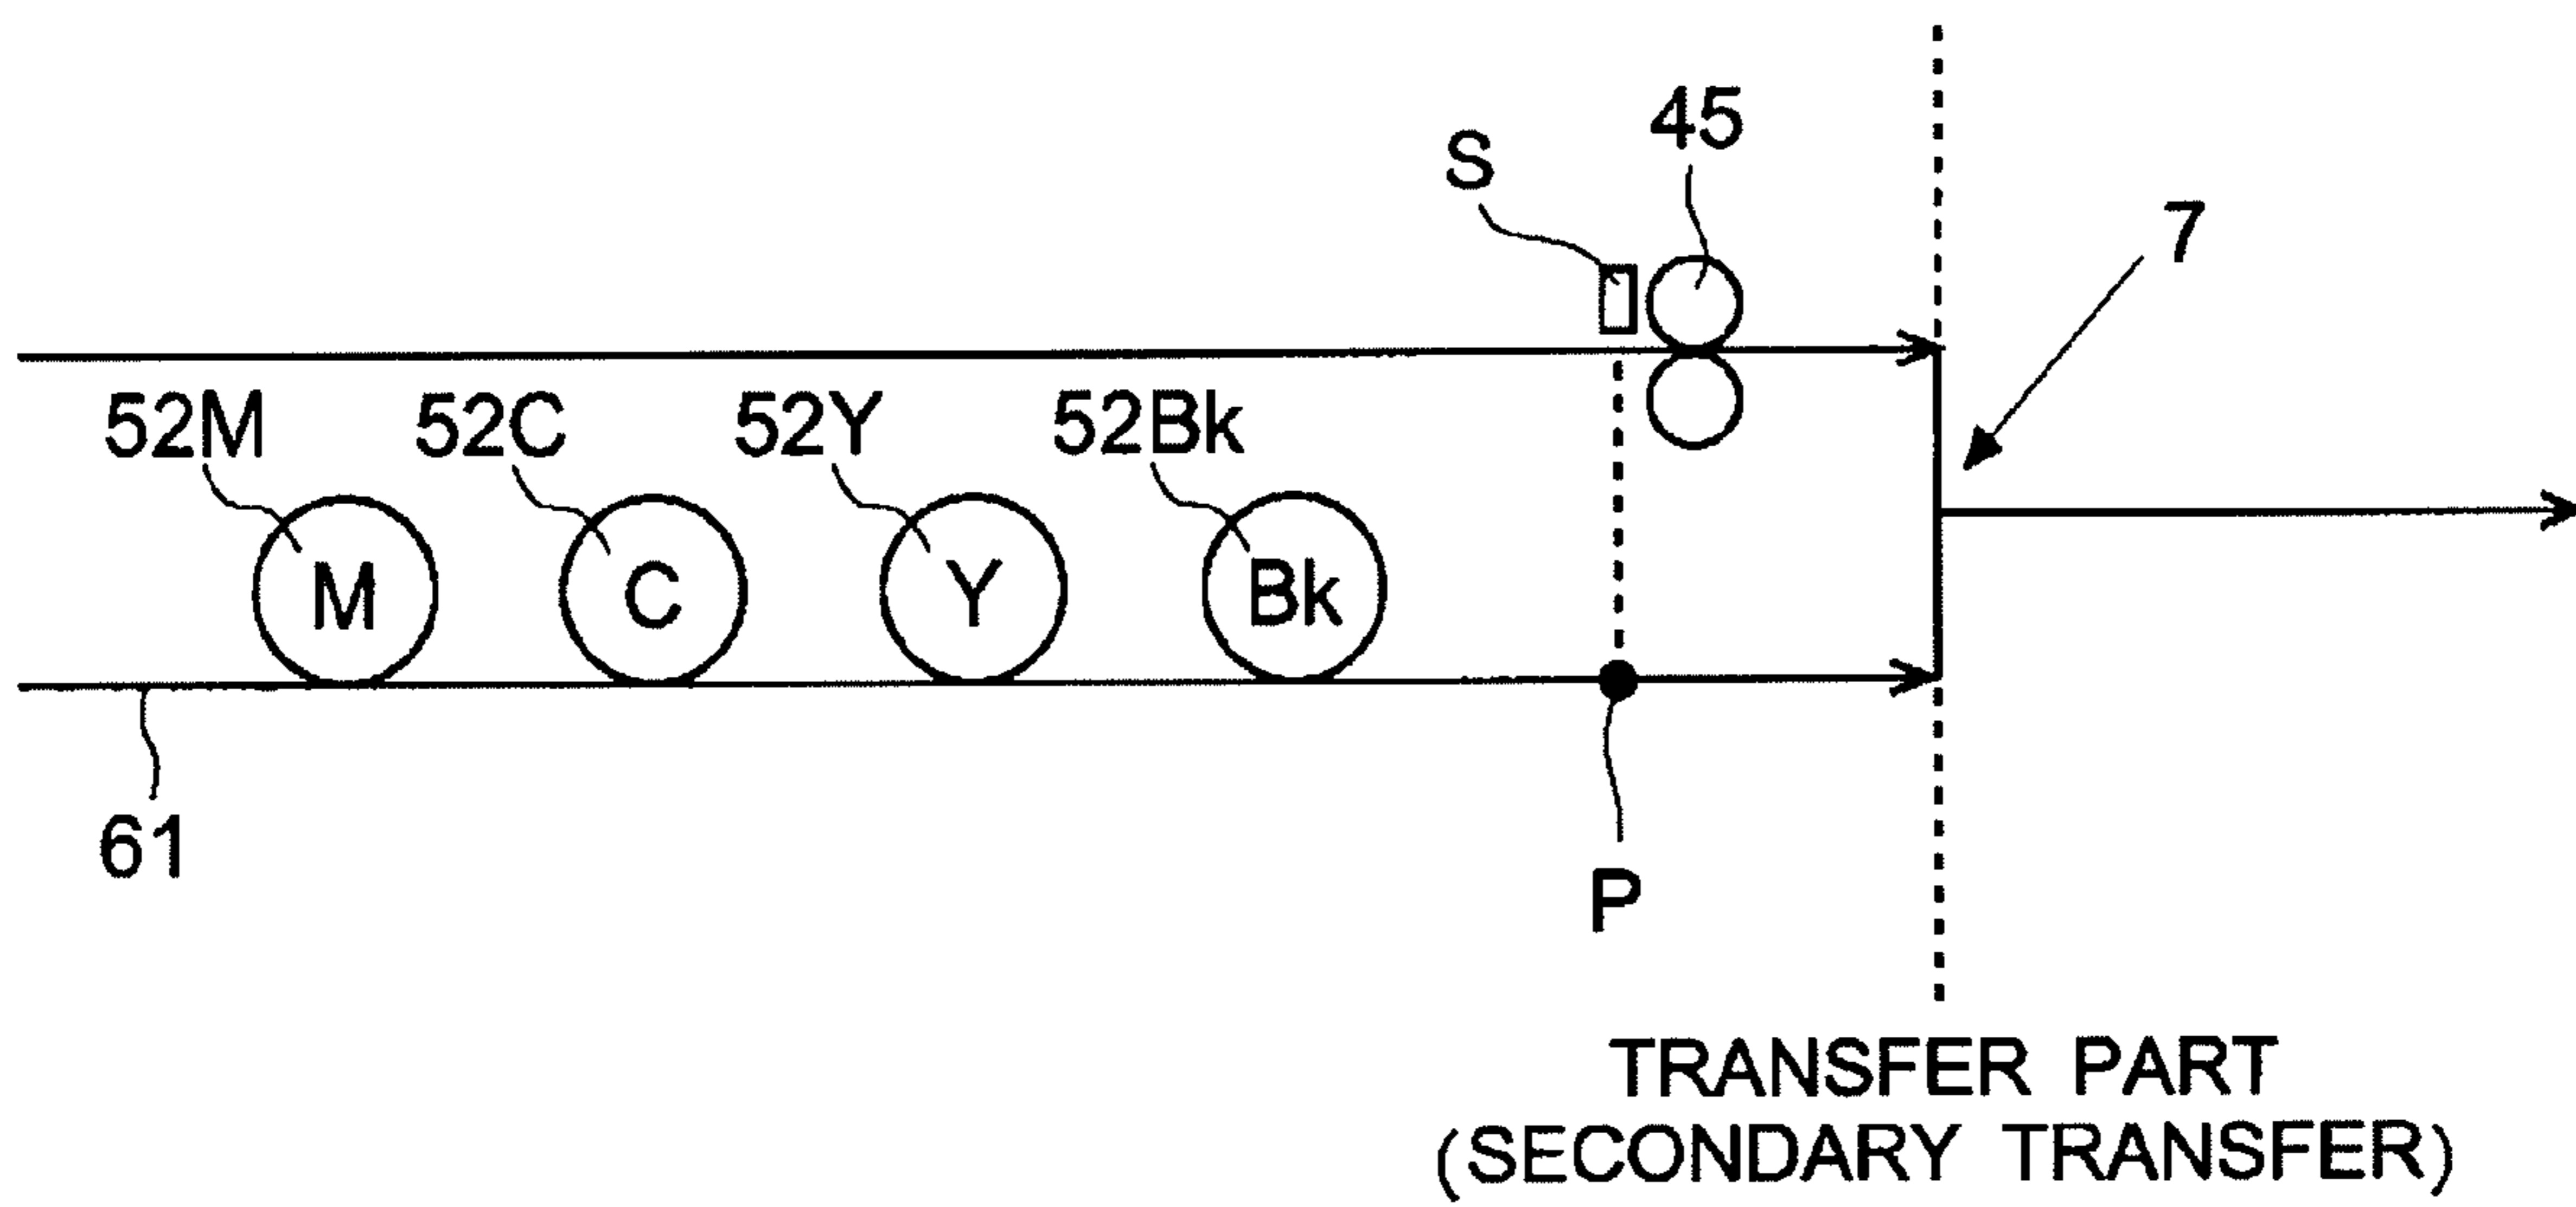 45
S
7
52M
52C
52Y
52Bk
M
C
Y
Bk
61
P
TRANSFER PART
(SECONDARY TRANSFER)